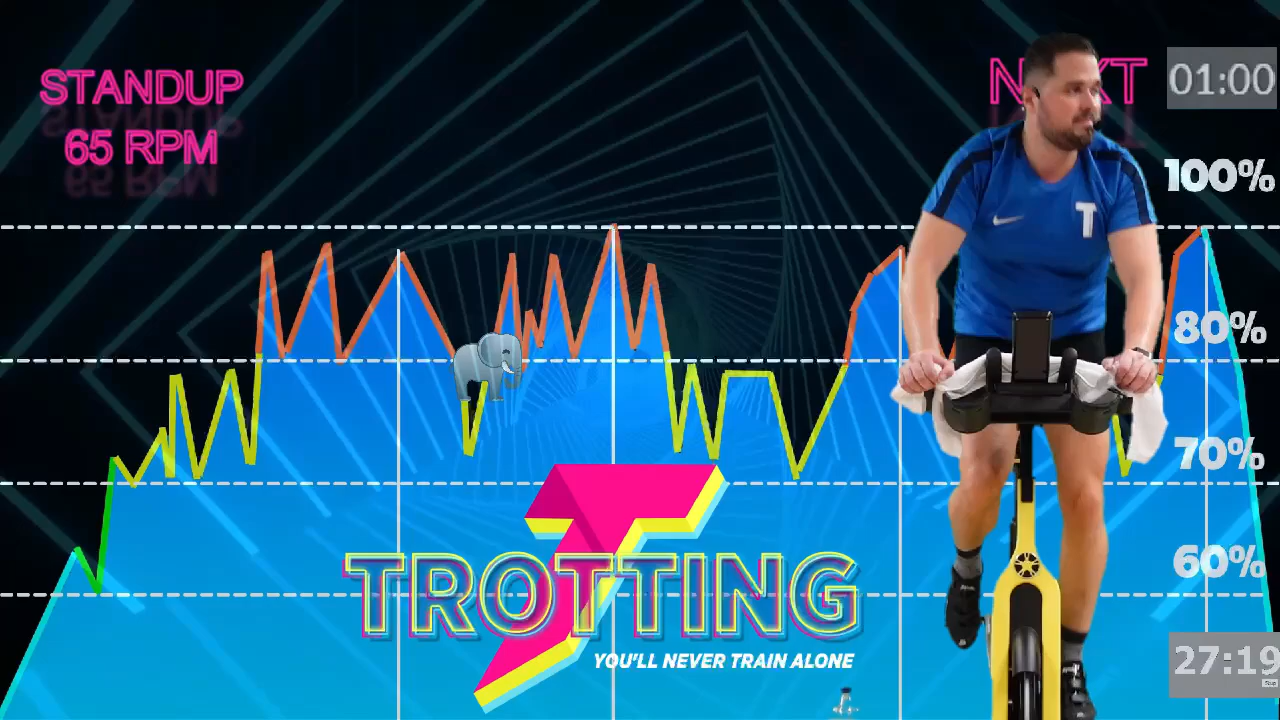 STANDUP
65 RPM
01:00
100%
80%
70%
60%
TROTTING
YOU'LL NEVER TRAIN ALONE
T
27:19